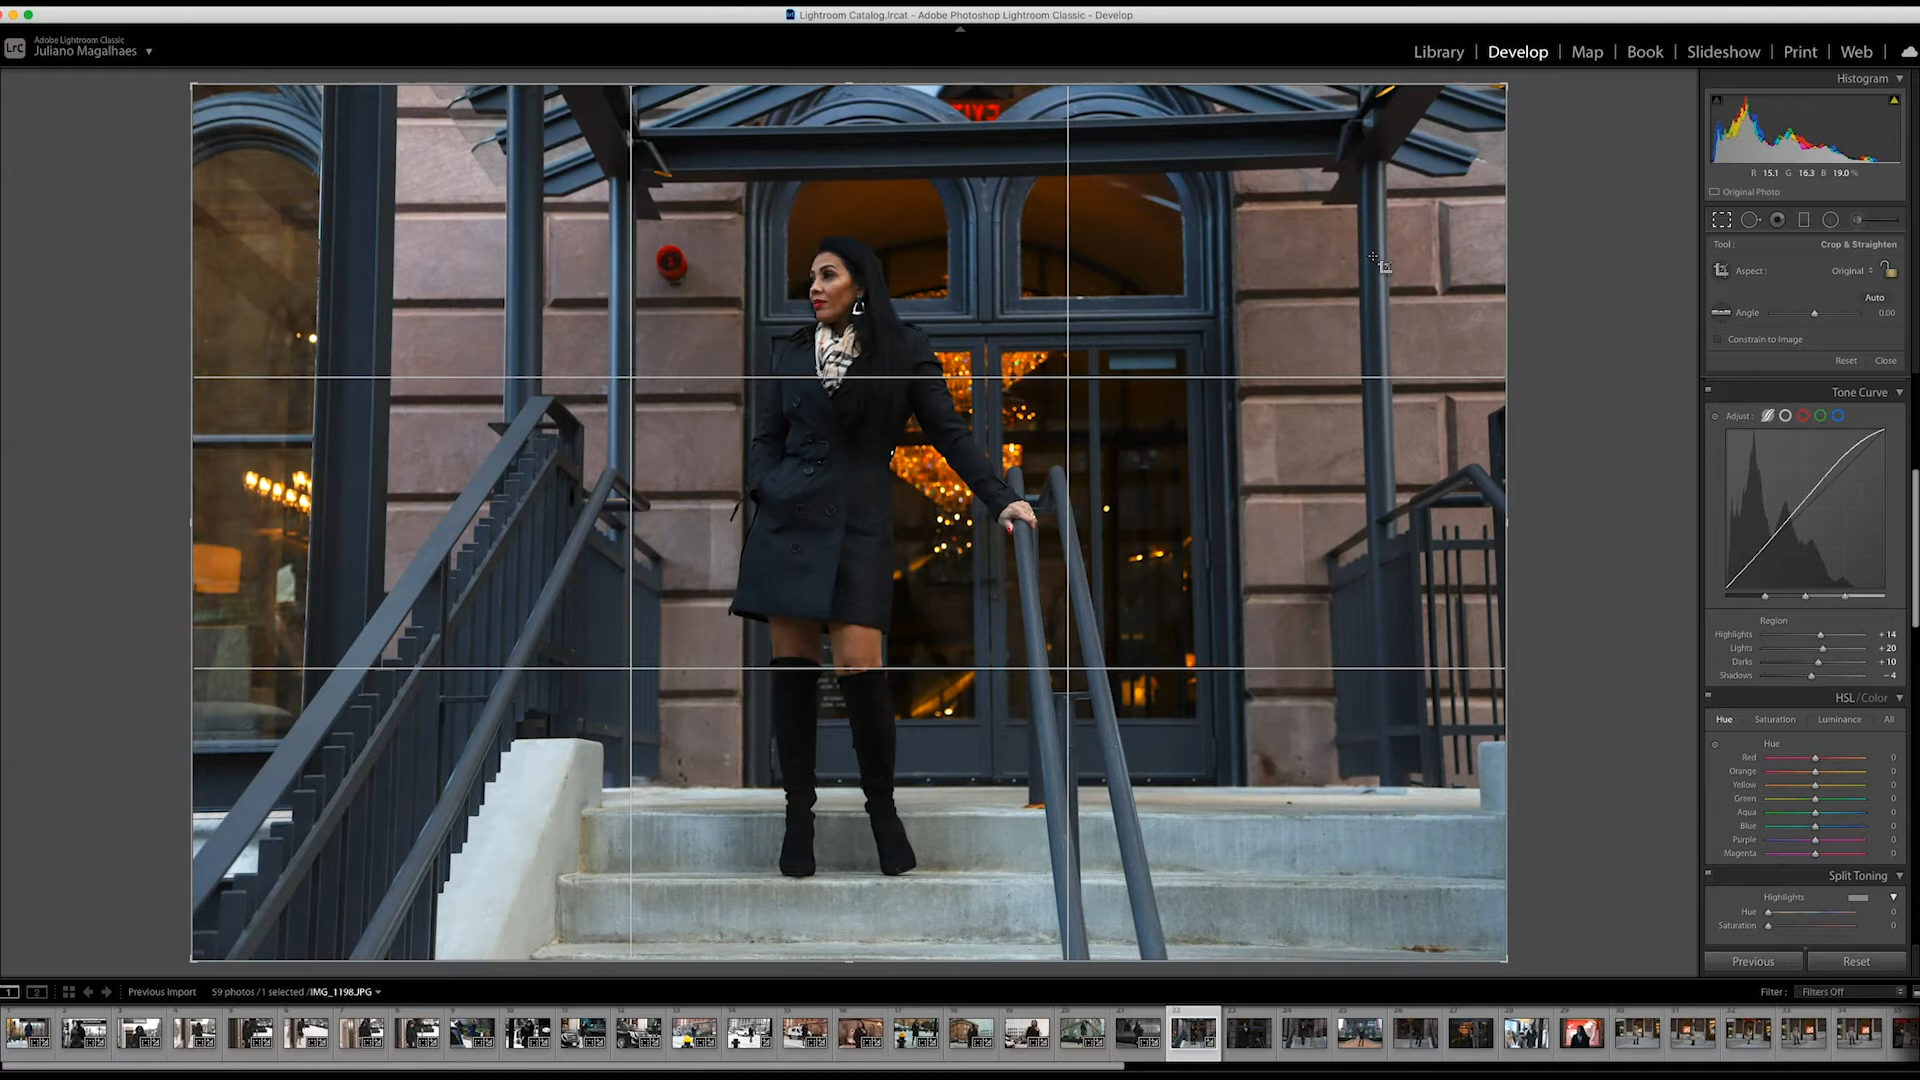 Lightroom Catalog.lrcat - Adobe Photoshop Lightroom Classic - Develop
LrC
Adobe Lightroom Classic
Juliano Magalhaes
Library | Develop | Map | Book | Slideshow | Print | Web
Histogram
R 15.1 G 16.3 B 19.0 %
Original Photo
Tool : Crop & Straighten
Aspect : Original
Auto
Angle 0.00
Constrain to Image
Reset Close
Tone Curve
Adjust :
Region
Highlights + 14
Lights + 20
Darks + 10
Shadows - 4
HSL / Color
Hue Saturation Luminance All
Hue
Red 0
Orange 0
Yellow 0
Green 0
Aqua 0
Blue 0
Purple 0
Magenta 0
Split Toning
Highlights
Hue 0
Saturation 0
Previous Reset
1 2 Previous Import 59 photos / 1 selected / IMG_1198.JPG Filter : Filters Off